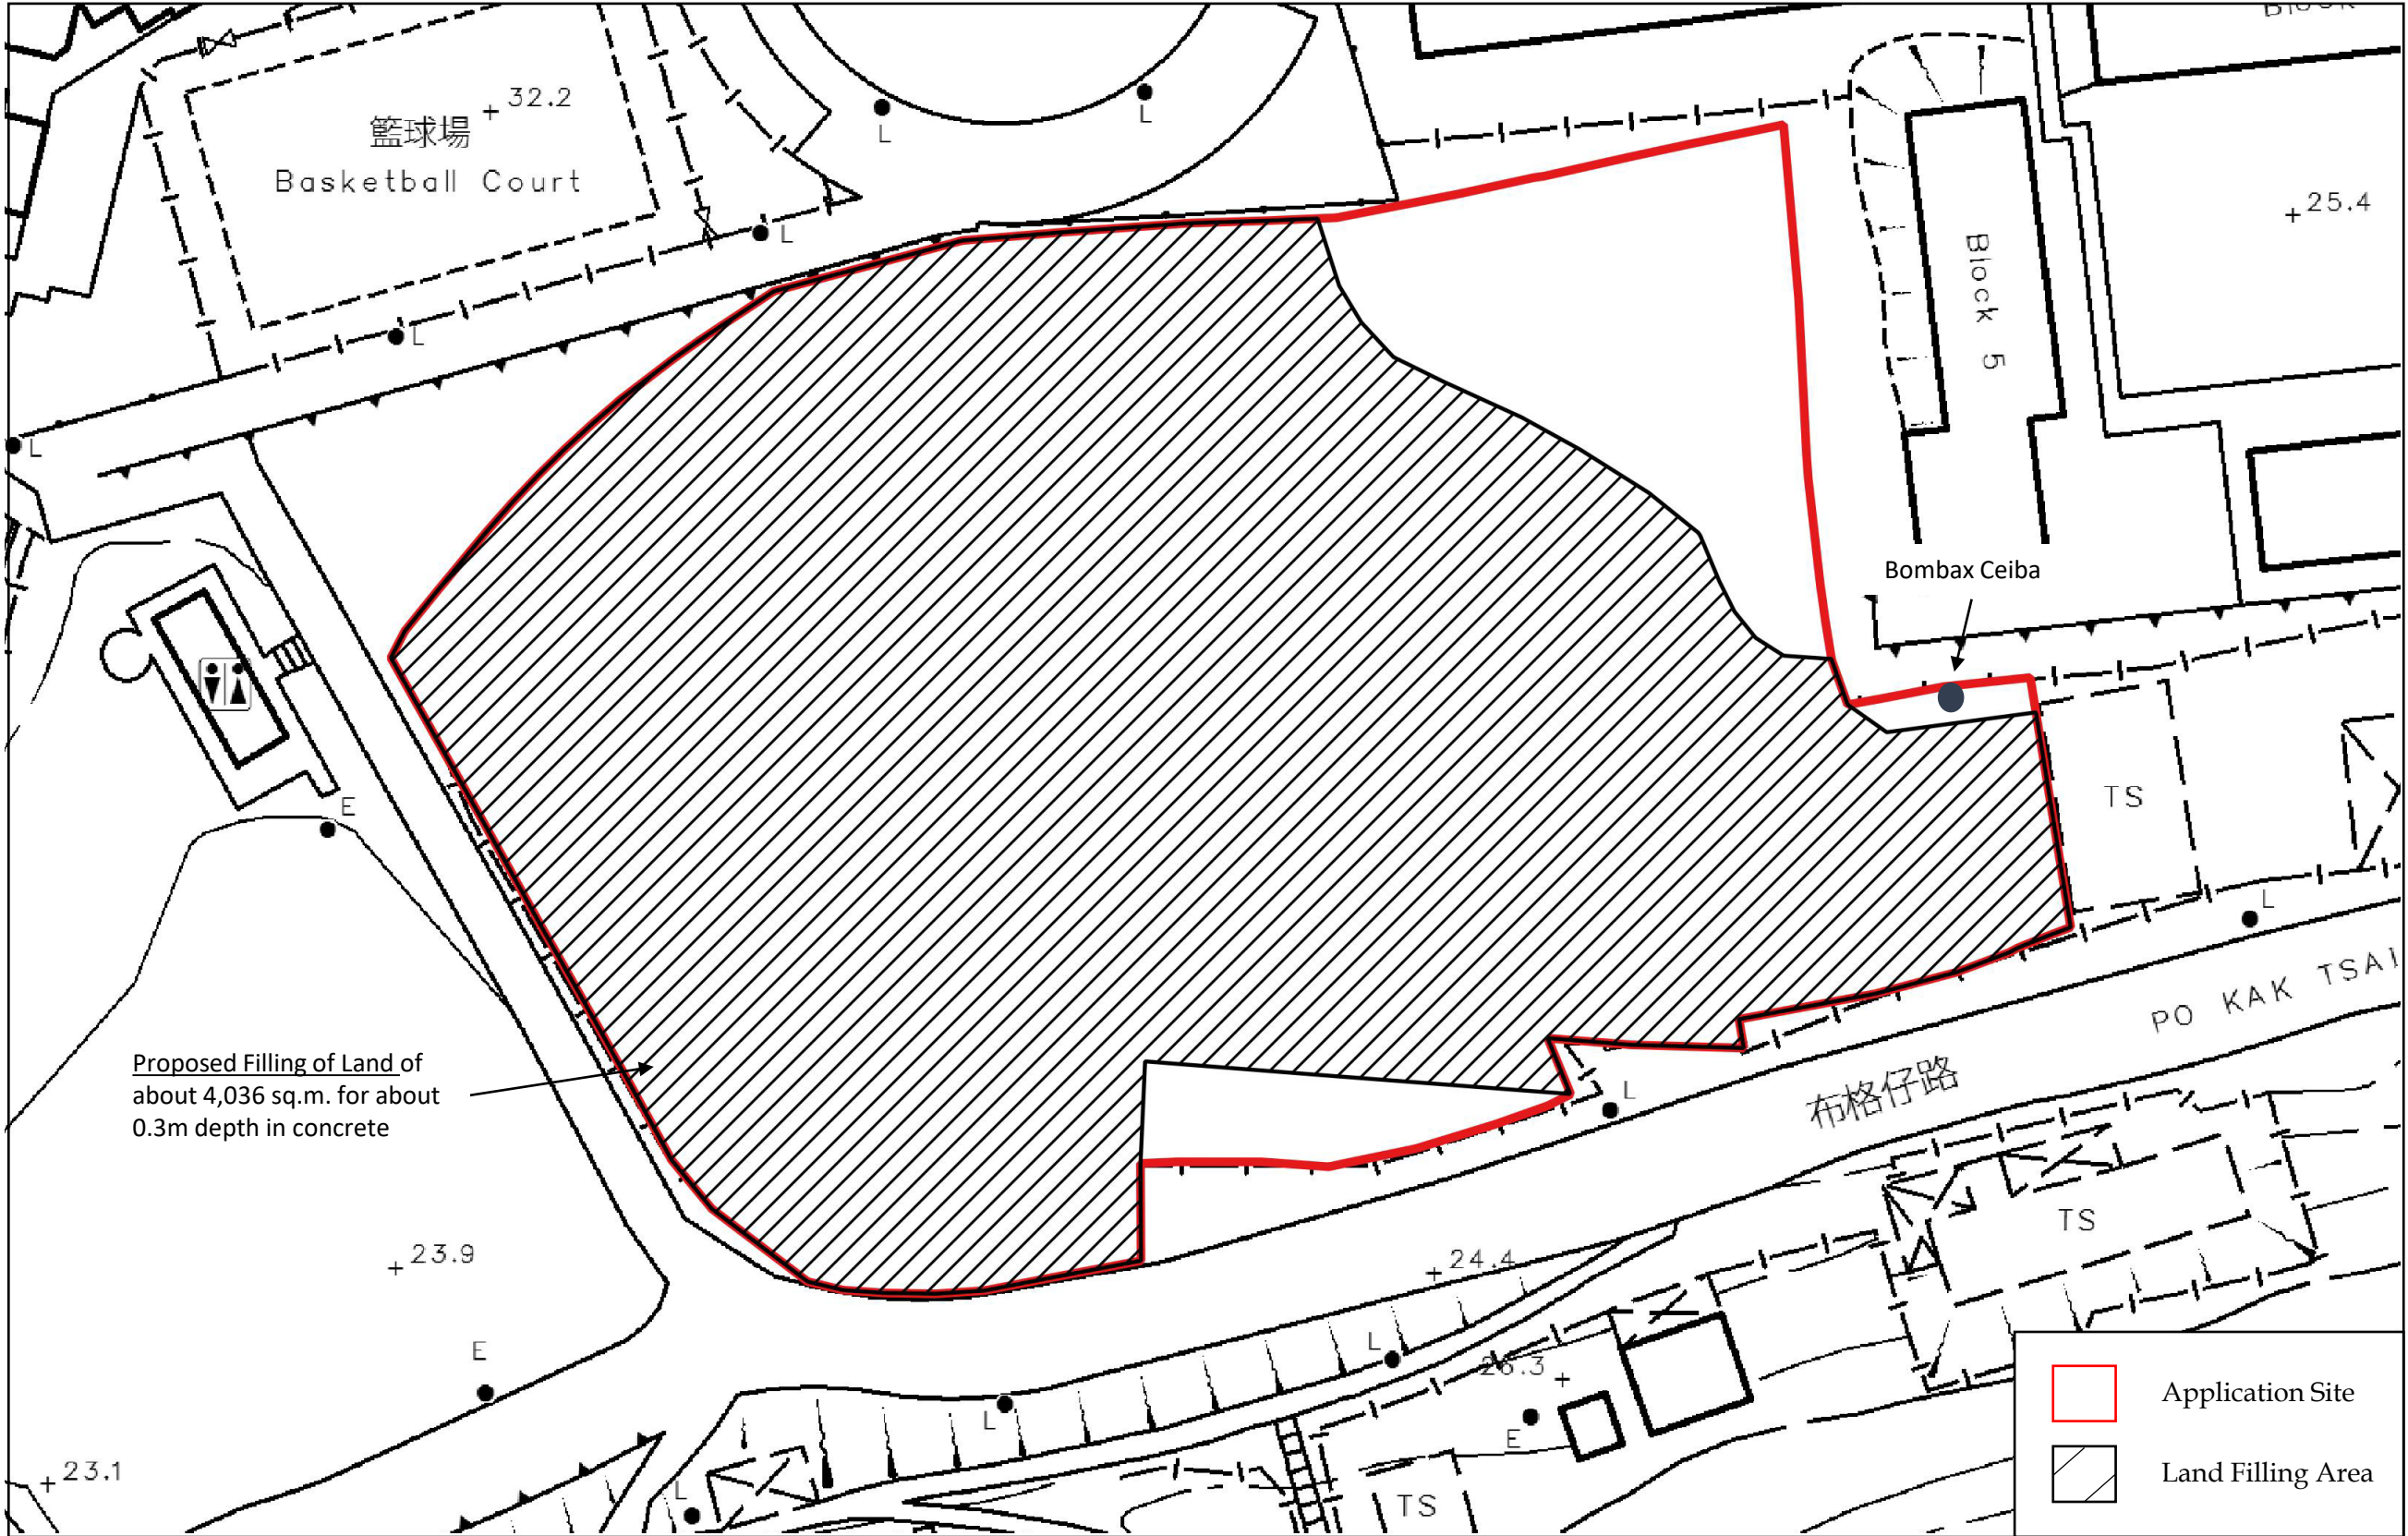 籃球場
Basketball Court
32.2
L
L
L
L
L
25.4
Block 5
Bombax Ceiba
E
TS
L
PO KAK TSAI
布格仔路
L
Proposed Filling of Land of
about 4,036 sq.m. for about
0.3m depth in concrete
23.9
24.4
TS
E
L
26.3
L
E
23.1
L
TS
Application Site
Land Filling Area